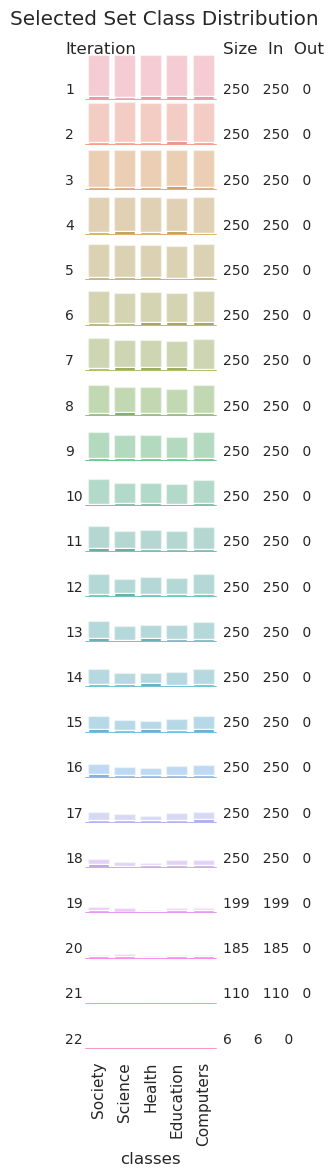 Selected Set Class Distribution
Iteration Size In Out
1 250 250 0
2 250 250 0
3 250 250 0
4 250 250 0
5 250 250 0
6 250 250 0
7 250 250 0
8 250 250 0
9 250 250 0
10 250 250 0
11 250 250 0
12 250 250 0
13 250 250 0
14 250 250 0
15 250 250 0
16 250 250 0
17 250 250 0
18 250 250 0
19 199 199 0
20 185 185 0
21 110 110 0
22 6 6 0
Society
Science
Health
Education
Computers
classes